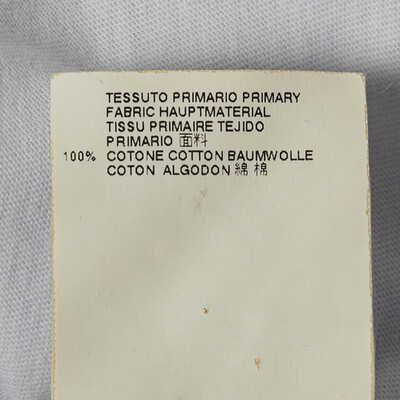 TESSUTO PRIMARIO PRIMARY
FABRIC HAUPTMATERIAL
TISSU PRIMAIRE TEJIDO
PRIMARIO 面料
100% COTONE COTTON BAUMWOLLE
COTON ALGODON 綿 棉